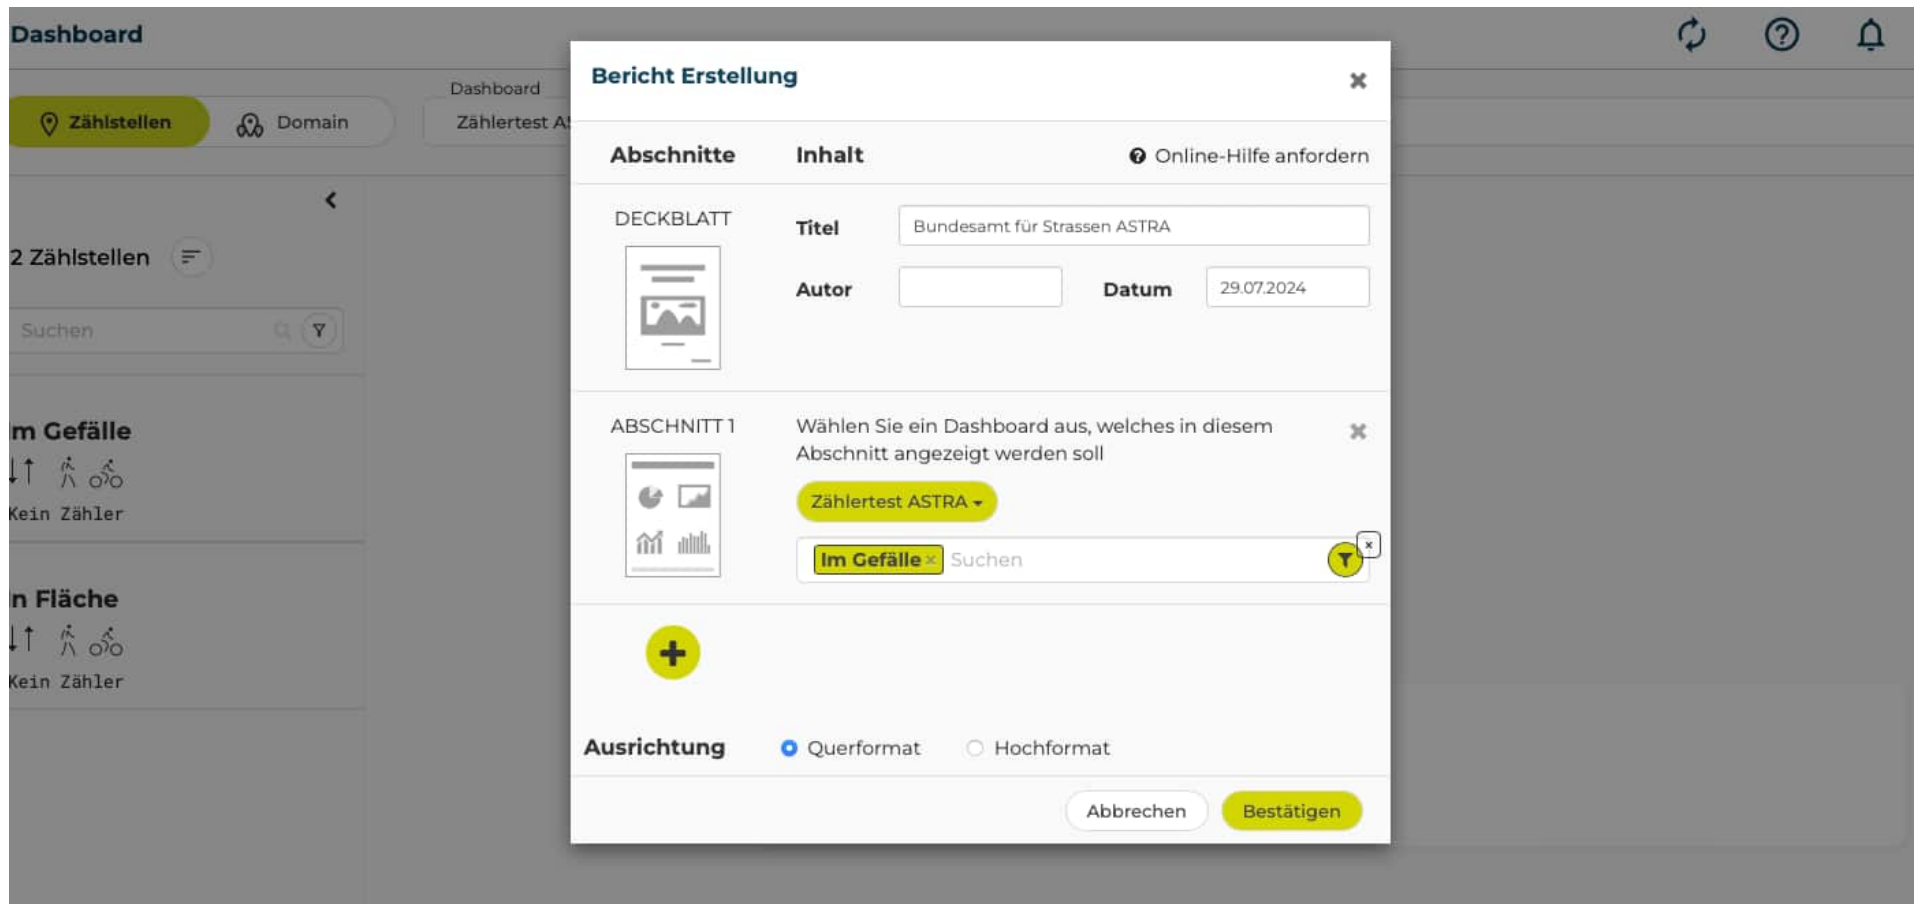 Dashboard
Zählstellen
Domain
Dashboard
Zählertest AS
2 Zählstellen
Suchen
m Gefälle
Kein Zähler
n Fläche
Kein Zähler
Bericht Erstellung
Abschnitte
Inhalt
Online-Hilfe anfordern
DECKBLATT
Titel
Bundesamt für Strassen ASTRA
Autor
Datum
29.07.2024
ABSCHNITT 1
Wählen Sie ein Dashboard aus, welches in diesem
Abschnitt angezeigt werden soll
Zählertest ASTRA
Im Gefälle
Suchen
Ausrichtung
Querformat
Hochformat
Abbrechen
Bestätigen